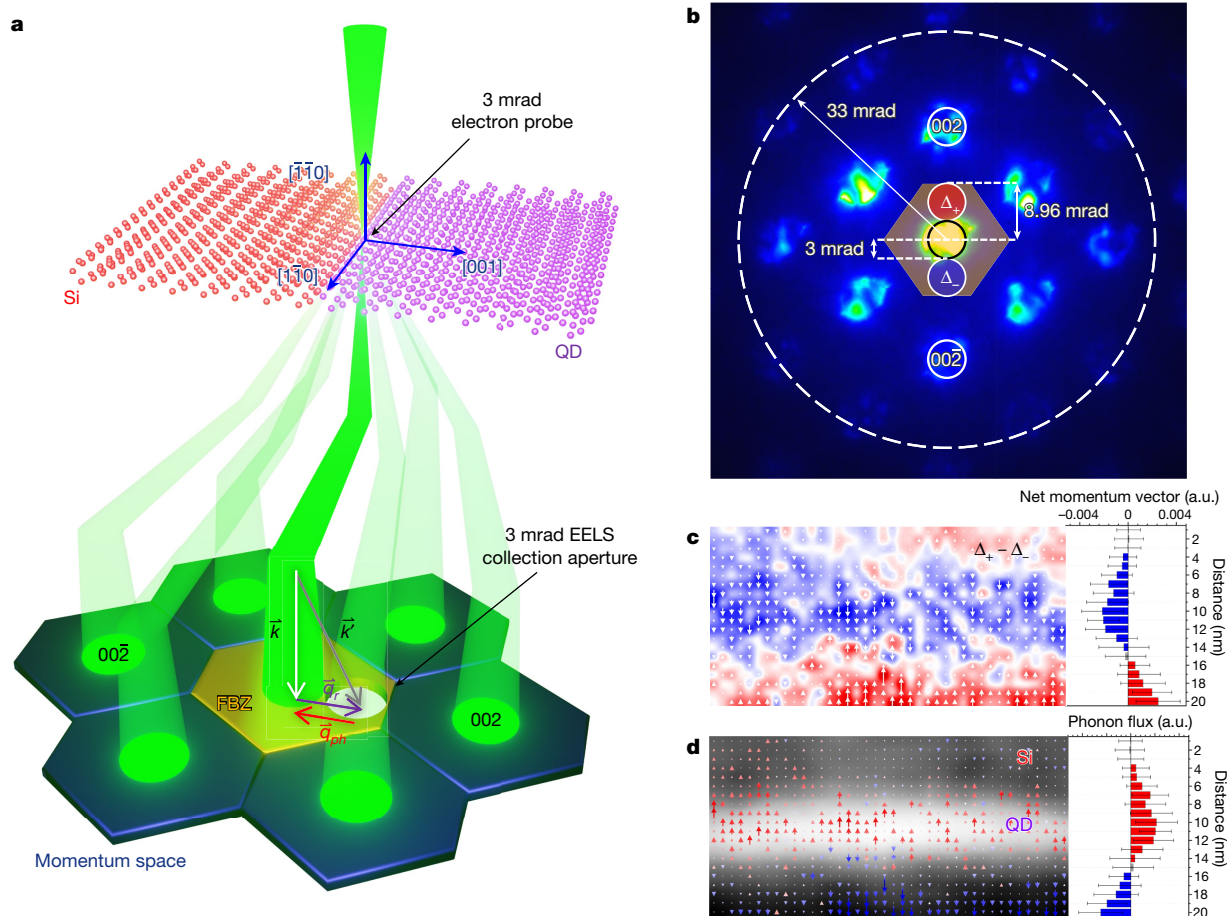 a
3 mrad
electron probe
[1̅1̅0]
[001]
[11̅0]
Si
QD
3 mrad EELS
collection aperture
k⃗
k⃗′
002̅
FBZ
q⃗r
q⃗ph
002
Momentum space
b
33 mrad
002
Δ+
8.96 mrad
3 mrad
Δ−
002̅
Net momentum vector (a.u.)
−0.004 0 0.004
c
Δ+ − Δ−
2
4
6
8
10
12
14
16
18
20
Distance (nm)
Phonon flux (a.u.)
d
Si
QD
2
4
6
8
10
12
14
16
18
20
Distance (nm)